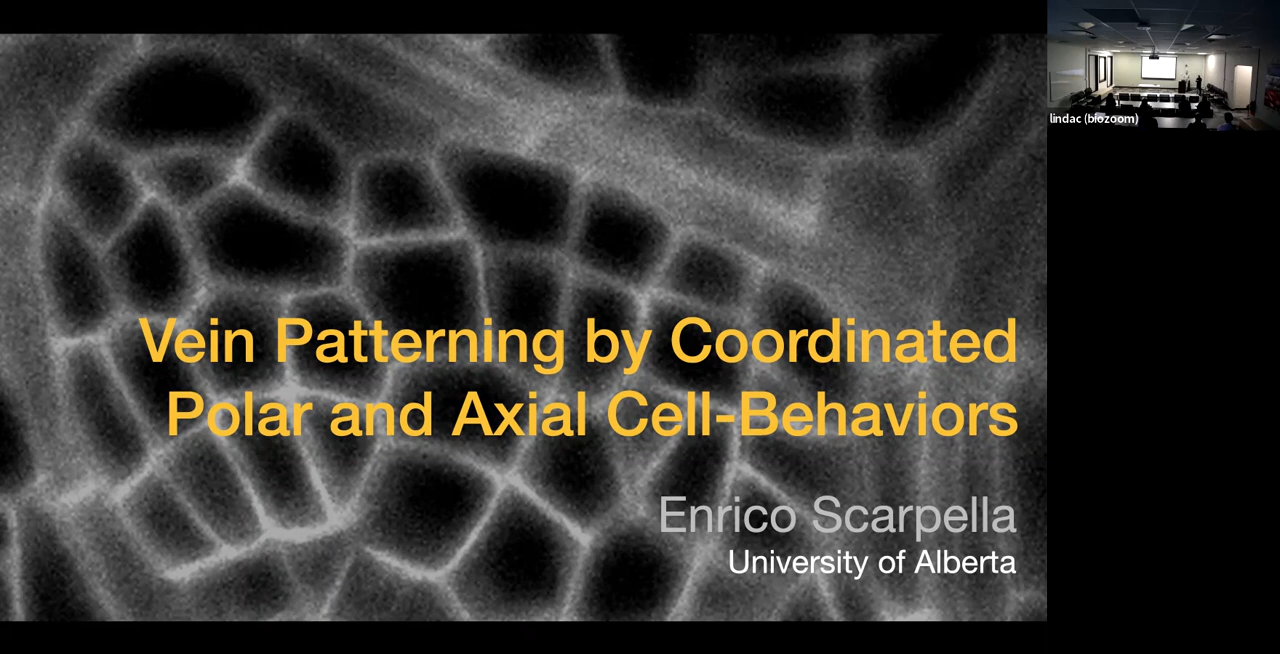 Vein Patterning by Coordinated
Polar and Axial Cell-Behaviors
Enrico Scarpella
University of Alberta
lindac (biozoom)